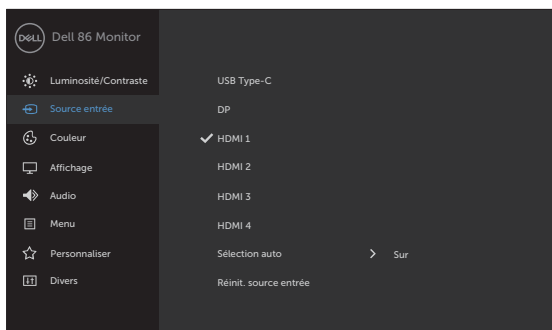 DELL Dell 86 Monitor
Luminosité/Contraste
USB Type-C
Source entrée
DP
Couleur
HDMI 1
Affichage
HDMI 2
Audio
HDMI 3
Menu
HDMI 4
Personnaliser
Sélection auto
Sur
Divers
Réinit. source entrée